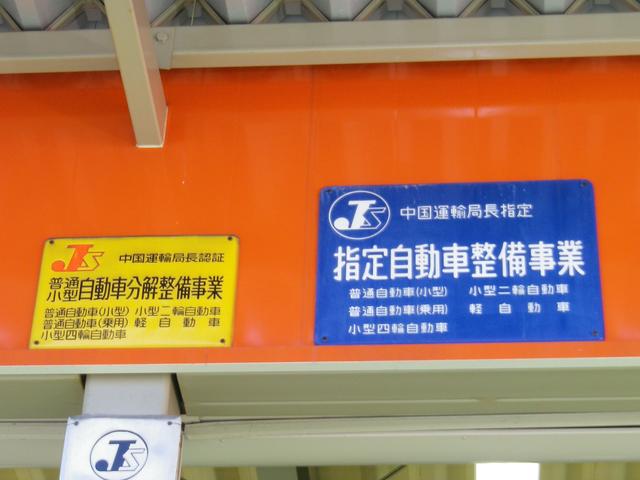 JS 中国運輸局長認証
普通
小型 自動車分解整備事業
普通自動車(小型) 小型二輪自動車
普通自動車(乗用) 軽自動車
小型四輪自動車
JS 中国運輸局長指定
指定自動車整備事業
普通自動車(小型) 小型二輪自動車
普通自動車(乗用) 軽自動車
小型四輪自動車
JS